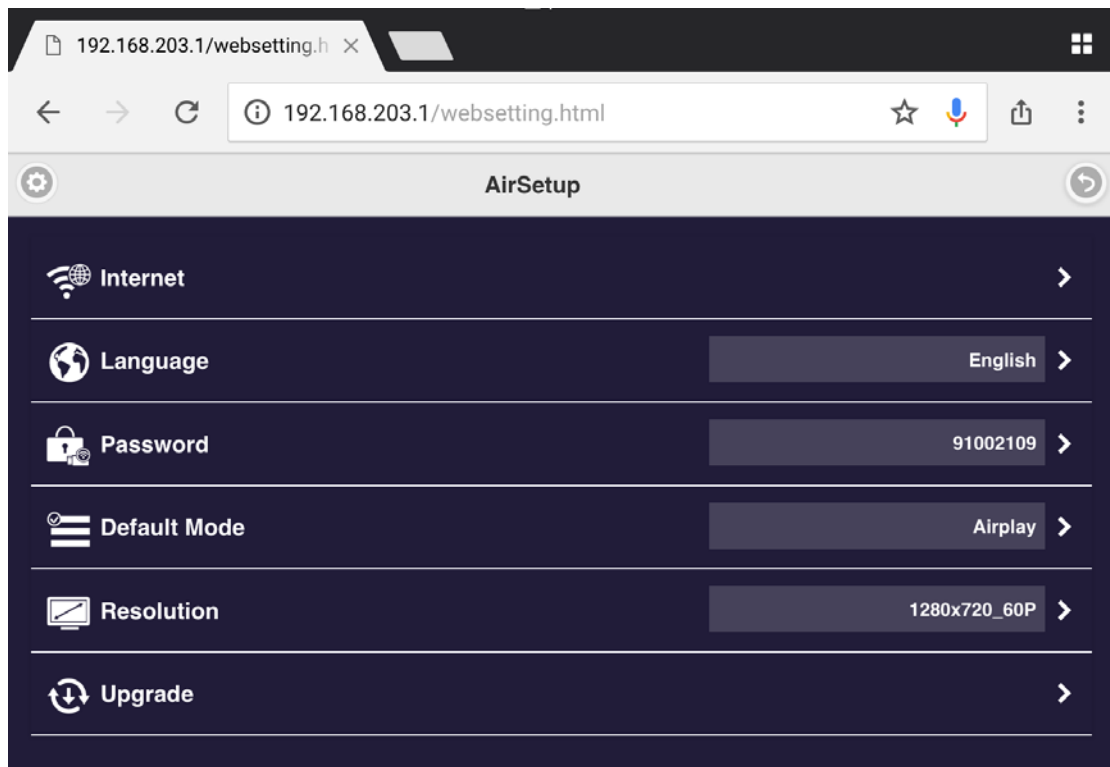 192.168.203.1/websetting.h
192.168.203.1/websetting.html
AirSetup
Internet
Language English
Password 91002109
Default Mode Airplay
Resolution 1280x720_60P
Upgrade